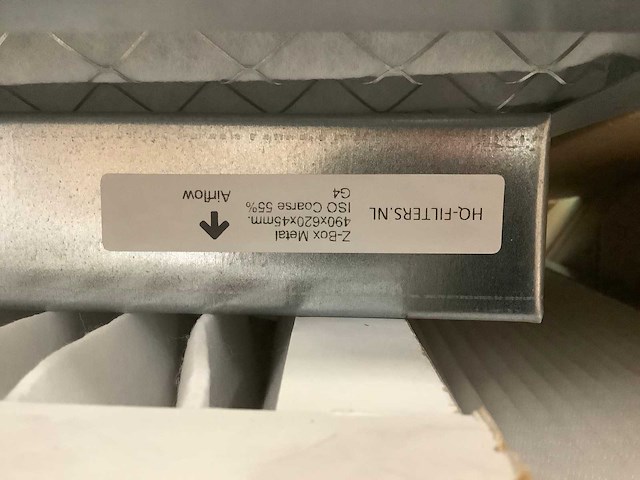 HQ-FILTERS.NL
Z-Box Metal
490x620x45mm.
ISO Coarse 55%
G4
Airflow